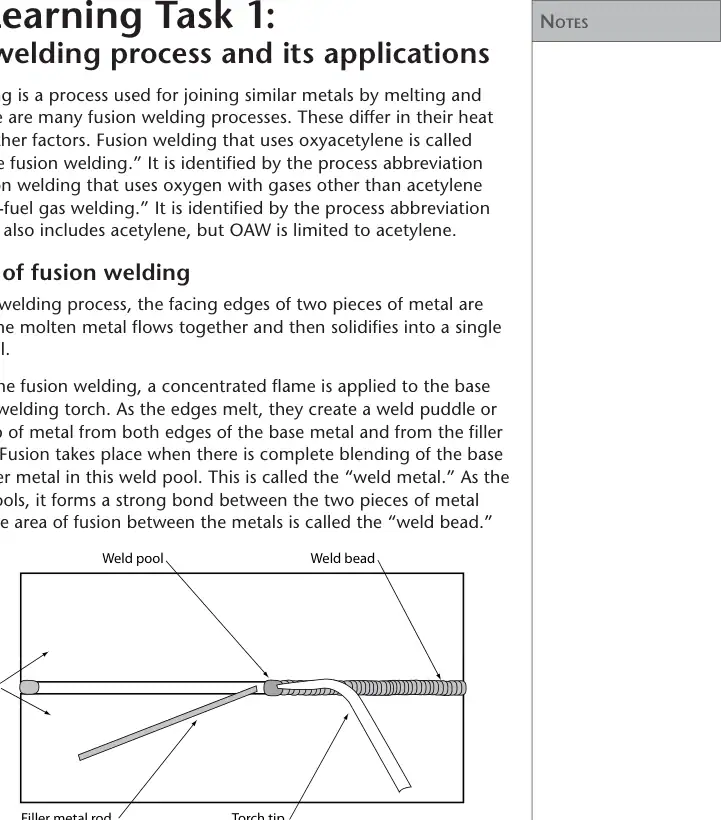 earning Task 1:
welding process and its applications
NOTES
ng is a process used for joining similar metals by melting and
e are many fusion welding processes. These differ in their heat
her factors. Fusion welding that uses oxyacetylene is called
e fusion welding.” It is identified by the process abbreviation
on welding that uses oxygen with gases other than acetylene
-fuel gas welding.” It is identified by the process abbreviation
also includes acetylene, but OAW is limited to acetylene.
of fusion welding
welding process, the facing edges of two pieces of metal are
he molten metal flows together and then solidifies into a single
l.
ne fusion welding, a concentrated flame is applied to the base
welding torch. As the edges melt, they create a weld puddle or
p of metal from both edges of the base metal and from the filler
Fusion takes place when there is complete blending of the base
er metal in this weld pool. This is called the “weld metal.” As the
ools, it forms a strong bond between the two pieces of metal
e area of fusion between the metals is called the “weld bead.”
Weld pool
Weld bead
Filler metal rod
Torch tip